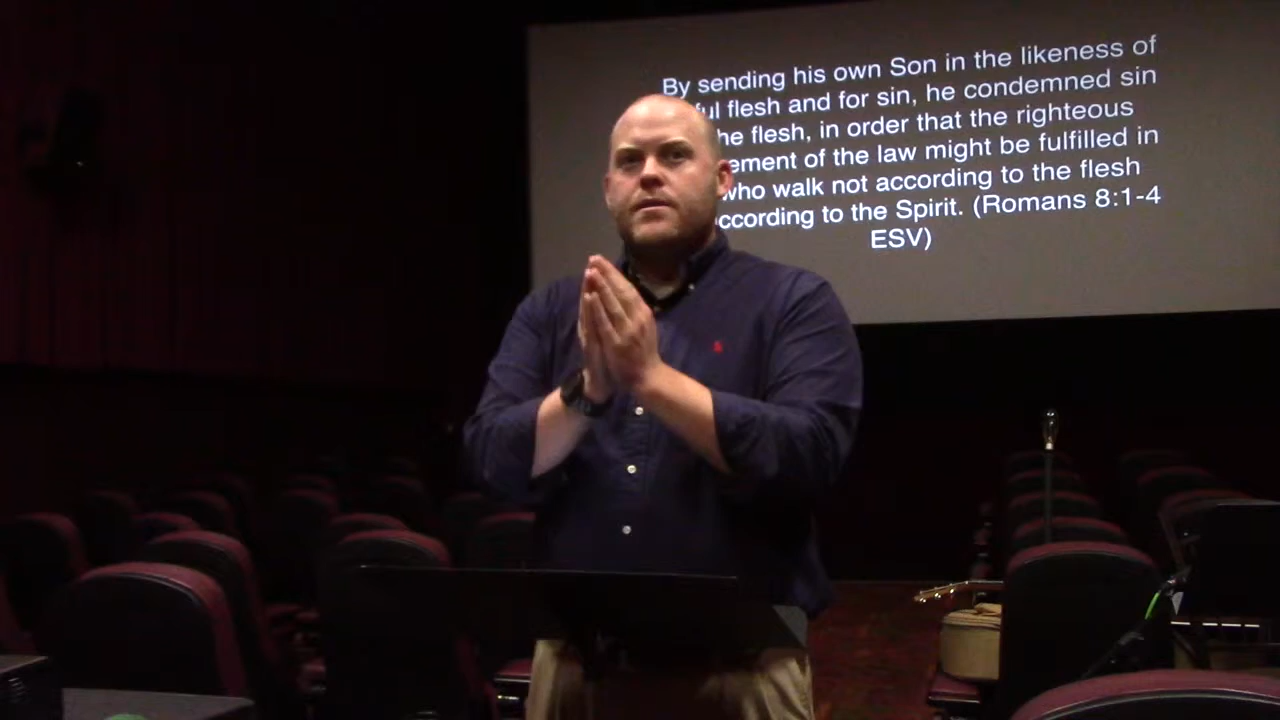 By sending his own Son in the likeness of
ful flesh and for sin, he condemned sin
he flesh, in order that the righteous
ement of the law might be fulfilled in
who walk not according to the flesh
ccording to the Spirit. (Romans 8:1-4
ESV)